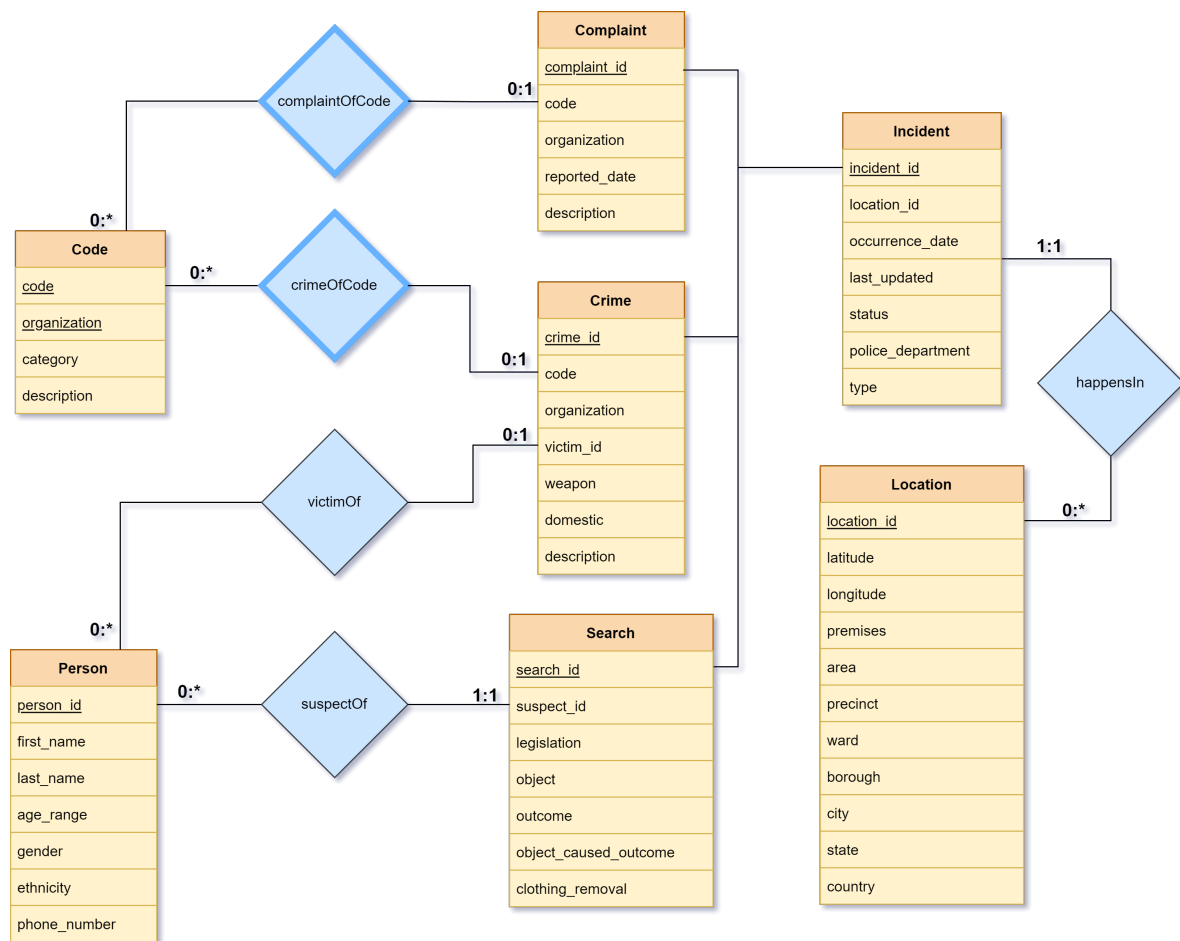 Complaint
complaint_id
code
organization
reported_date
description
complaintOfCode
0:1
0:*
Code
code
organization
category
description
0:*
crimeOfCode
0:1
Crime
crime_id
code
organization
victim_id
weapon
domestic
description
0:1
victimOf
0:*
Person
person_id
first_name
last_name
age_range
gender
ethnicity
phone_number
0:*
suspectOf
1:1
Search
search_id
suspect_id
legislation
object
outcome
object_caused_outcome
clothing_removal
Incident
incident_id
location_id
occurrence_date
last_updated
status
police_department
type
1:1
happensIn
0:*
Location
location_id
latitude
longitude
premises
area
precinct
ward
borough
city
state
country